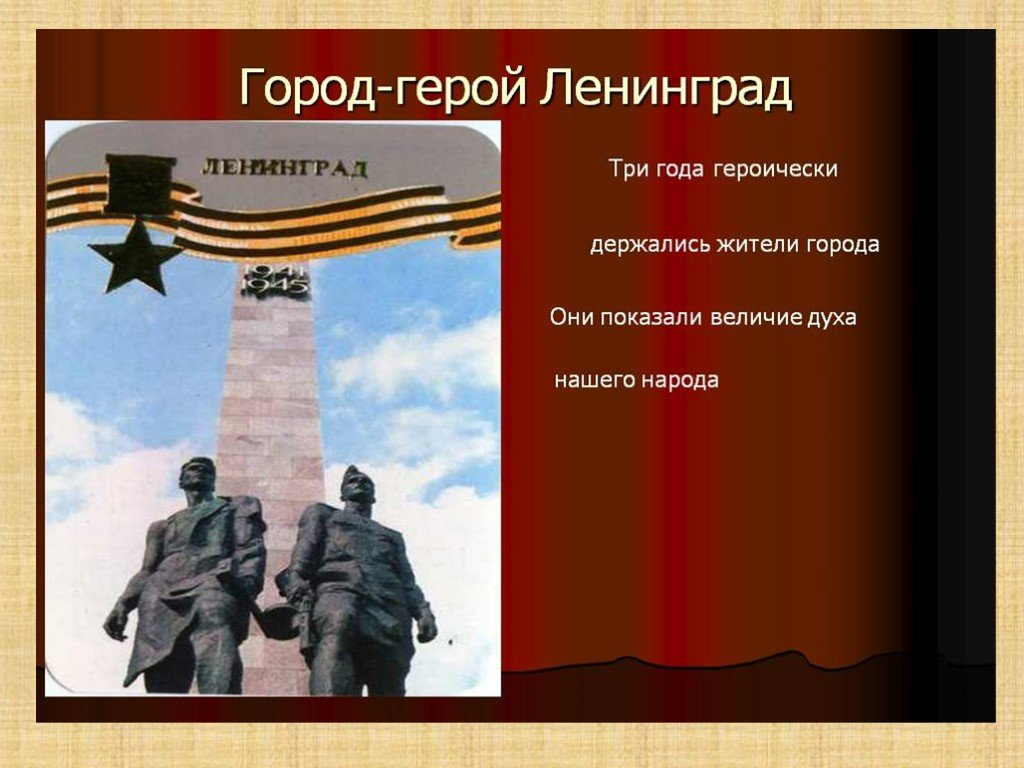 Город-герой Ленинград
ЛЕНИНГРАД
1941
1945
Три года героически
держались жители города
Они показали величие духа
нашего народа